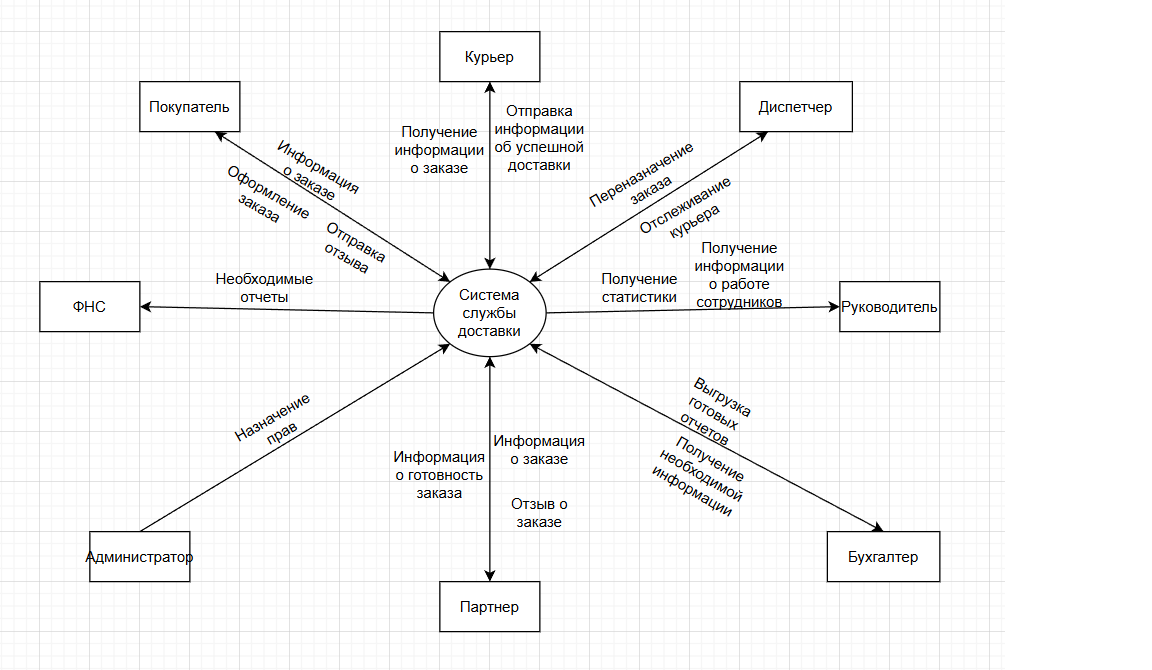 Курьер
Покупатель
Диспетчер
Получение
информации
о заказе
Отправка
информации
об успешной
доставки
Информация
о заказе
Оформление
заказа
Отправка
отзыва
Переназначение
заказа
Отслеживание
курьера
ФНС
Необходимые
отчеты
Система
службы
доставки
Получение
статистики
Получение
информации
о работе
сотрудников
Руководитель
Назначение
прав
Информация
о готовность
заказа
Информация
о заказе
Отзыв о
заказе
Выгрузка
готовых
отчетов
Получение
необходимой
информации
Администратор
Партнер
Бухгалтер